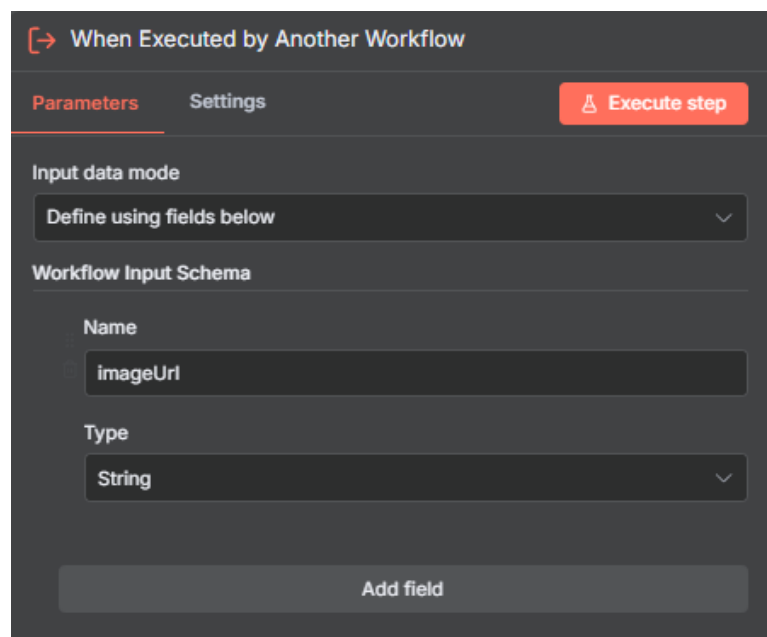 When Executed by Another Workflow
Parameters
Settings
Execute step
Input data mode
Define using fields below
Workflow Input Schema
Name
imageUrl
Type
String
Add field